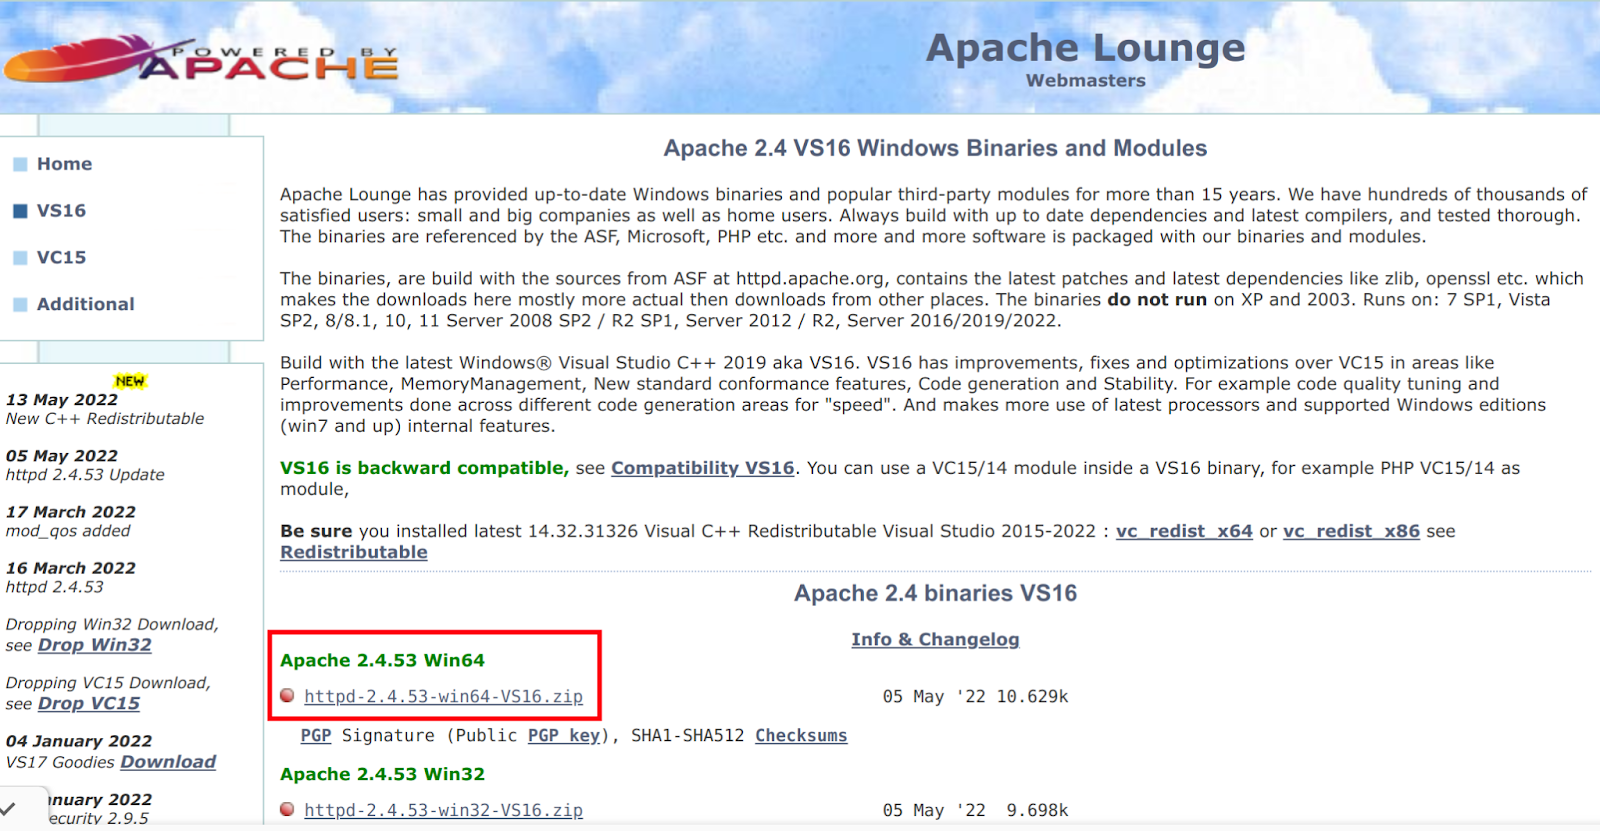 POWERED BY
APACHE
Apache Lounge
Webmasters
Home
VS16
VC15
Additional
NEW
13 May 2022
New C++ Redistributable
05 May 2022
httpd 2.4.53 Update
17 March 2022
mod_qos added
16 March 2022
httpd 2.4.53
Dropping Win32 Download,
see Drop Win32
Dropping VC15 Download,
see Drop VC15
04 January 2022
VS17 Goodies Download
nuary 2022
ecurity 2.9.5
Apache 2.4 VS16 Windows Binaries and Modules
Apache Lounge has provided up-to-date Windows binaries and popular third-party modules for more than 15 years. We have hundreds of thousands of
satisfied users: small and big companies as well as home users. Always build with up to date dependencies and latest compilers, and tested thorough.
The binaries are referenced by the ASF, Microsoft, PHP etc. and more and more software is packaged with our binaries and modules.
The binaries, are build with the sources from ASF at httpd.apache.org, contains the latest patches and latest dependencies like zlib, openssl etc. which
makes the downloads here mostly more actual then downloads from other places. The binaries do not run on XP and 2003. Runs on: 7 SP1, Vista
SP2, 8/8.1, 10, 11 Server 2008 SP2 / R2 SP1, Server 2012 / R2, Server 2016/2019/2022.
Build with the latest Windows® Visual Studio C++ 2019 aka VS16. VS16 has improvements, fixes and optimizations over VC15 in areas like
Performance, MemoryManagement, New standard conformance features, Code generation and Stability. For example code quality tuning and
improvements done across different code generation areas for "speed". And makes more use of latest processors and supported Windows editions
(win7 and up) internal features.
VS16 is backward compatible, see Compatibility VS16. You can use a VC15/14 module inside a VS16 binary, for example PHP VC15/14 as
module,
Be sure you installed latest 14.32.31326 Visual C++ Redistributable Visual Studio 2015-2022 : vc_redist_x64 or vc_redist_x86 see
Redistributable
Apache 2.4 binaries VS16
Info & Changelog
Apache 2.4.53 Win64
httpd-2.4.53-win64-VS16.zip 05 May '22 10.629k
PGP Signature (Public PGP key), SHA1-SHA512 Checksums
Apache 2.4.53 Win32
httpd-2.4.53-win32-VS16.zip 05 May '22 9.698k